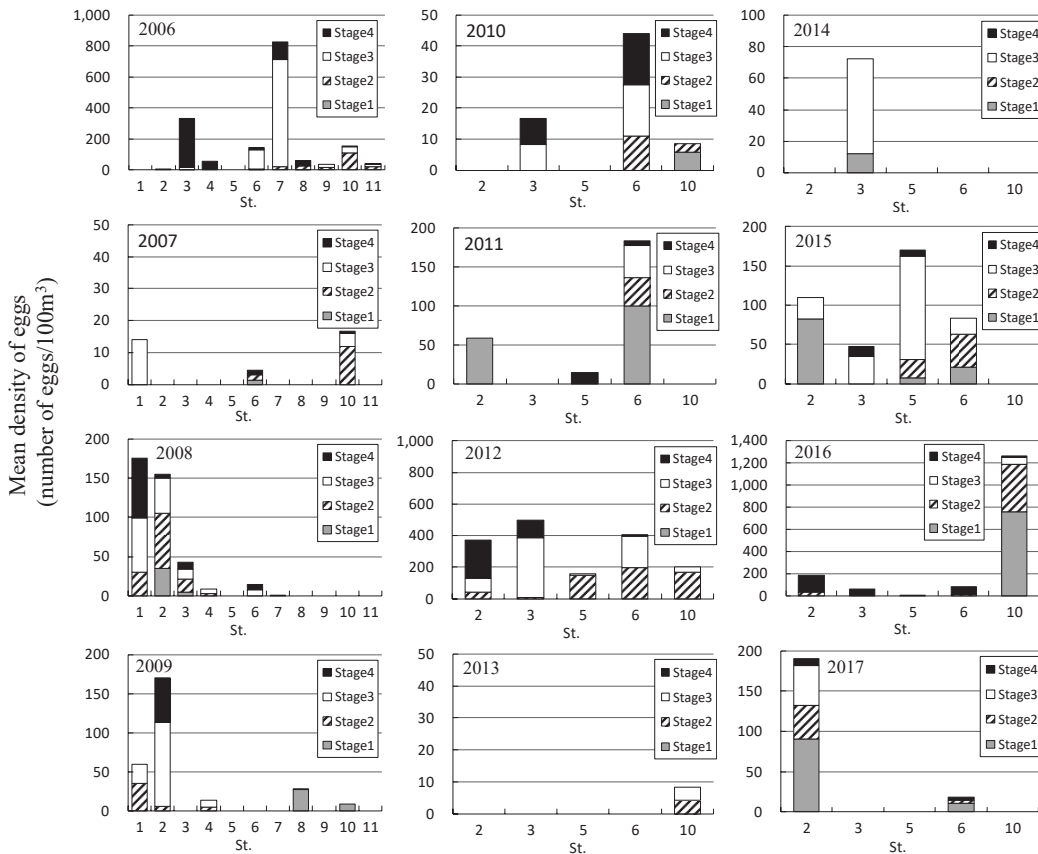 Mean density of eggs
(number of eggs/100m³)
2006
1,000
800
600
400
200
0
Stage4
Stage3
Stage2
Stage1
1 2 3 4 5 6 7 8 9 10 11
St.
2010
50
40
30
20
10
0
Stage4
Stage3
Stage2
Stage1
2 3 5 6 10
St.
2014
100
80
60
40
20
0
Stage4
Stage3
Stage2
Stage1
2 3 5 6 10
St.
2007
50
40
30
20
10
0
Stage4
Stage3
Stage2
Stage1
1 2 3 4 5 6 7 8 9 10 11
St.
2011
200
150
100
50
0
Stage4
Stage3
Stage2
Stage1
2 3 5 6 10
St.
2015
200
150
100
50
0
Stage4
Stage3
Stage2
Stage1
2 3 5 6 10
St.
2008
200
150
100
50
0
Stage4
Stage3
Stage2
Stage1
1 2 3 4 5 6 7 8 9 10 11
St.
2012
1,000
800
600
400
200
0
Stage4
Stage3
Stage2
Stage1
2 3 5 6 10
St.
2016
1,400
1,200
1,000
800
600
400
200
0
Stage4
Stage3
Stage2
Stage1
2 3 5 6 10
St.
2009
200
150
100
50
0
Stage4
Stage3
Stage2
Stage1
1 2 3 4 5 6 7 8 9 10 11
St.
2013
50
40
30
20
10
0
Stage4
Stage3
Stage2
Stage1
2 3 5 6 10
St.
2017
200
150
100
50
0
Stage4
Stage3
Stage2
Stage1
2 3 5 6 10
St.